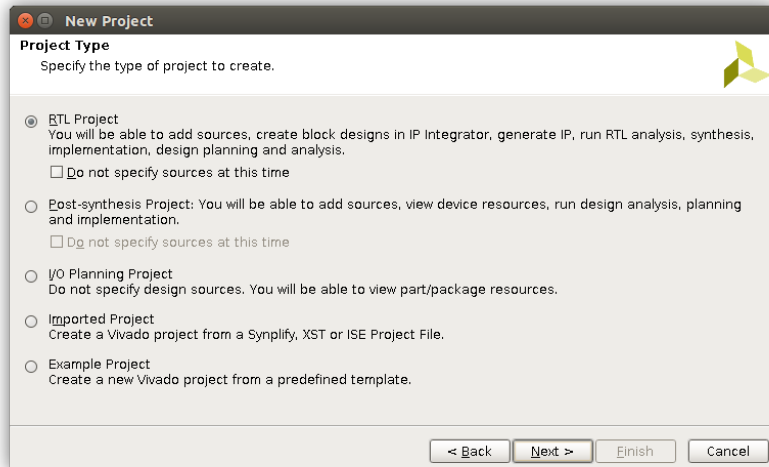 New Project
Project Type
Specify the type of project to create.
RTL Project
You will be able to add sources, create block designs in IP Integrator, generate IP, run RTL analysis, synthesis,
implementation, design planning and analysis.
Do not specify sources at this time
Post-synthesis Project: You will be able to add sources, view device resources, run design analysis, planning
and implementation.
Do not specify sources at this time
I/O Planning Project
Do not specify design sources. You will be able to view part/package resources.
Imported Project
Create a Vivado project from a Synplify, XST or ISE Project File.
Example Project
Create a new Vivado project from a predefined template.
< Back Next > Finish Cancel